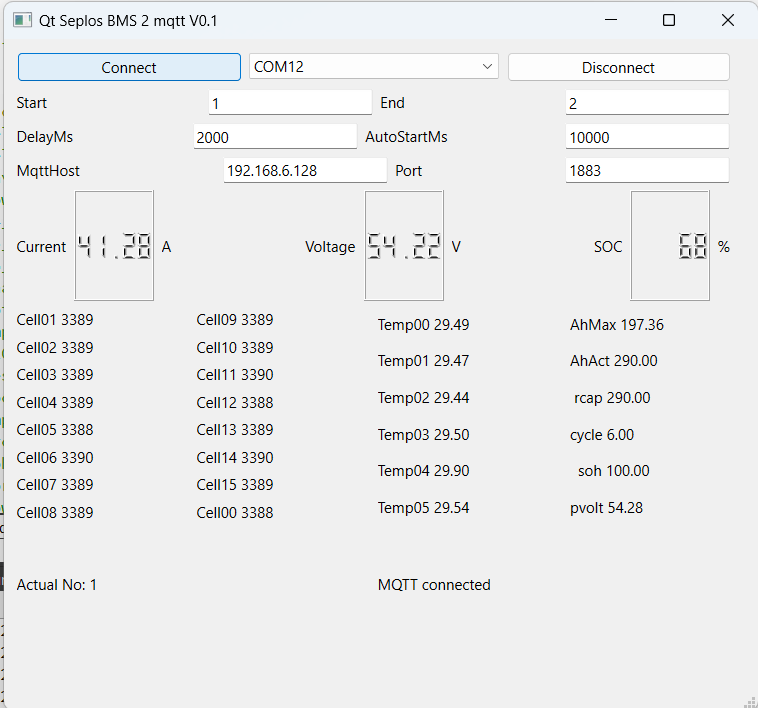 Qt Seplos BMS 2 mqtt V0.1
Connect COM12 Disconnect
Start 1 End 2
DelayMs 2000 AutoStartMs 10000
MqttHost 192.168.6.128 Port 1883
Current 41.28 A Voltage 54.22 V SOC 68 %
Cell01 3389 Cell09 3389 Temp00 29.49 AhMax 197.36
Cell02 3389 Cell10 3389 Temp01 29.47 AhAct 290.00
Cell03 3389 Cell11 3390 Temp02 29.44 rcap 290.00
Cell04 3389 Cell12 3388
Cell05 3388 Cell13 3389 Temp03 29.50 cycle 6.00
Cell06 3390 Cell14 3390 Temp04 29.90 soh 100.00
Cell07 3389 Cell15 3389
Cell08 3389 Cell00 3388 Temp05 29.54 pvolt 54.28
Actual No: 1 MQTT connected